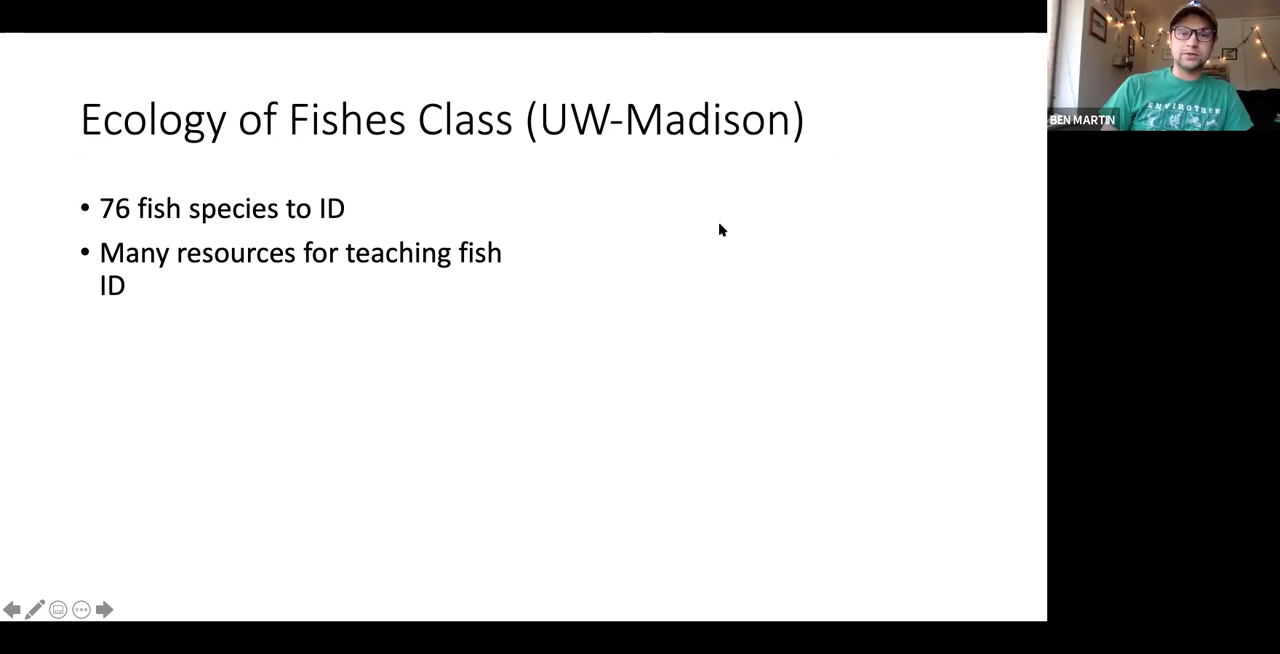 Ecology of Fishes Class (UW-Madison)
• 76 fish species to ID
• Many resources for teaching fish
ID
BEN MARTIN
ENVIROTHON